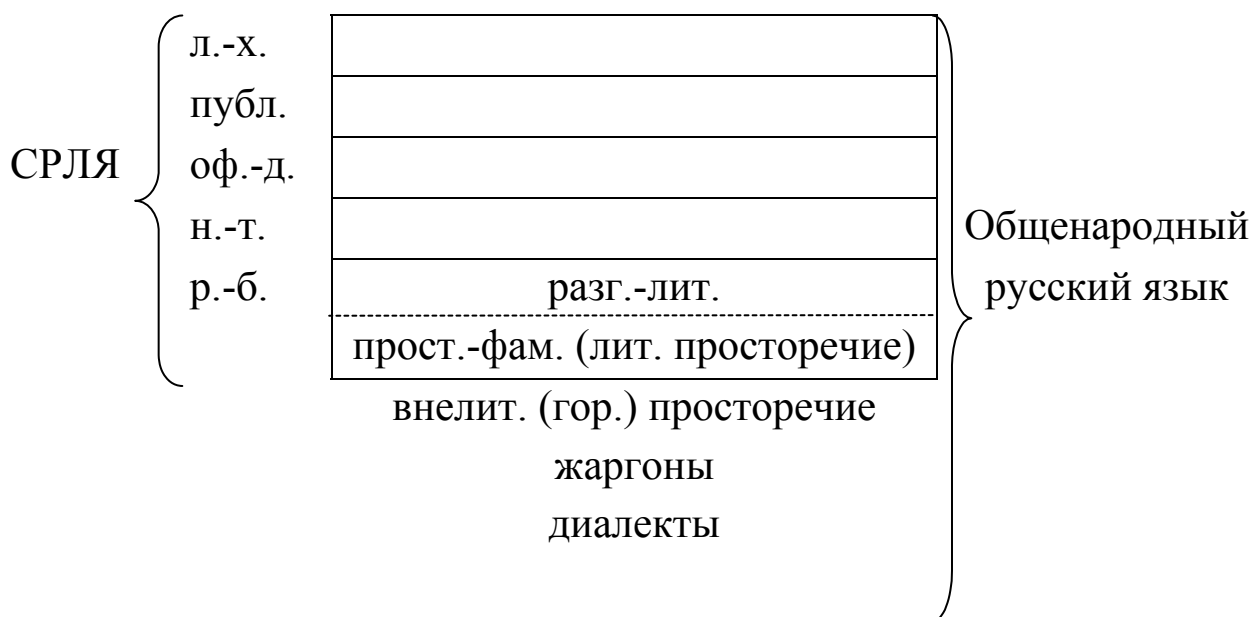 л.-х.
публ.
СРЛЯ
оф.-д.
н.-т.
Общенародный
р.-б.
разг.-лит.
русский язык
прост.-фам. (лит. просторечие)
внелит. (гор.) просторечие
жаргоны
диалекты